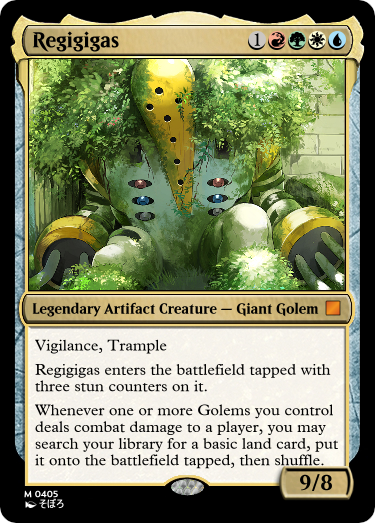 Regigigas 1
Legendary Artifact Creature — Giant Golem
Vigilance, Trample
Regigigas enters the battlefield tapped with
three stun counters on it.
Whenever one or more Golems you control
deals combat damage to a player, you may
search your library for a basic land card, put
it onto the battlefield tapped, then shuffle.
9/8
M 0405
そぼろ